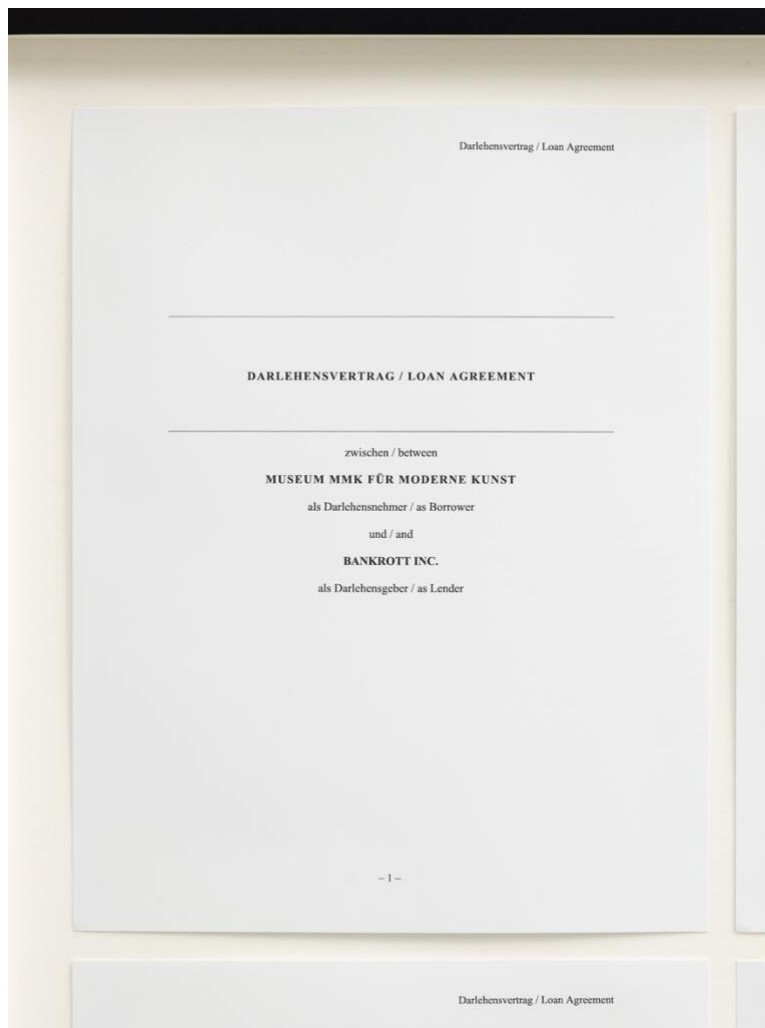 Darlehensvertrag / Loan Agreement
DARLEHENSVERTRAG / LOAN AGREEMENT
zwischen / between
MUSEUM MMK FÜR MODERNE KUNST
als Darlehensnehmer / as Borrower
und / and
BANKROTT INC.
als Darlehensgeber / as Lender
– 1 –
Darlehensvertrag / Loan Agreement